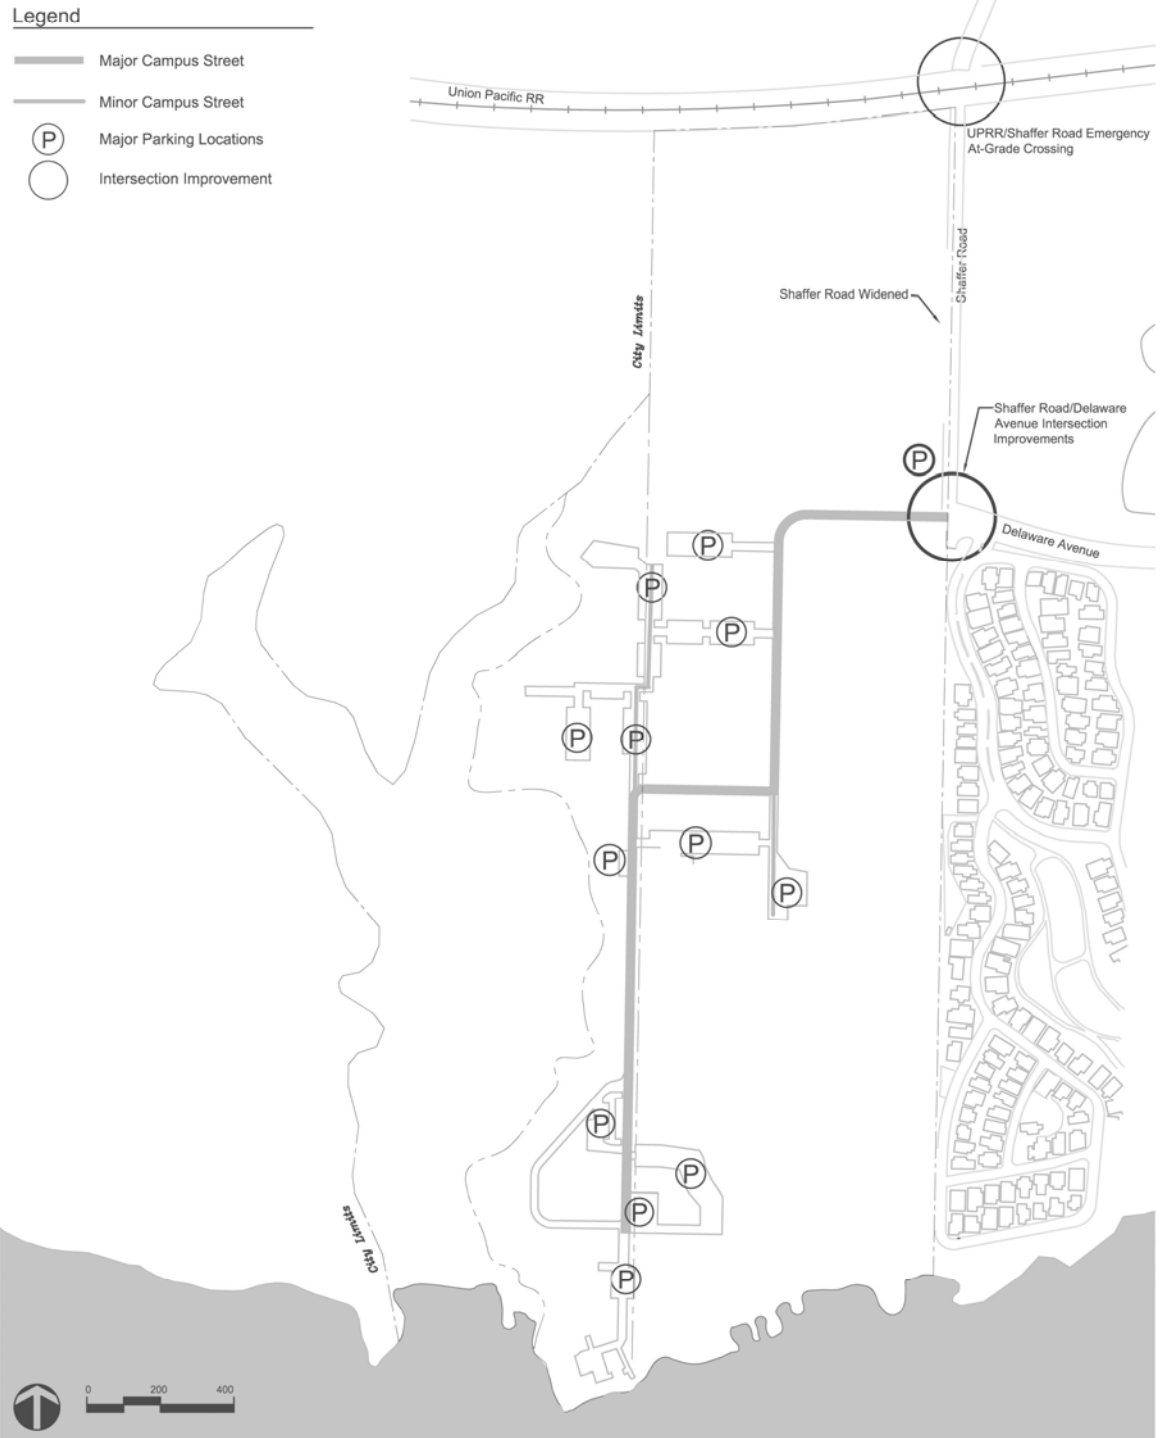 Legend
Major Campus Street
Minor Campus Street
P Major Parking Locations
Intersection Improvement
Union Pacific RR
UPRR/Shaffer Road Emergency
At-Grade Crossing
Shaffer Road
Shaffer Road Widened
City Limits
Shaffer Road/Delaware
Avenue Intersection
Improvements
P
Delaware Avenue
P
P
P
P
P
P
P
P
P
P
P
P
City Limits
0 200 400